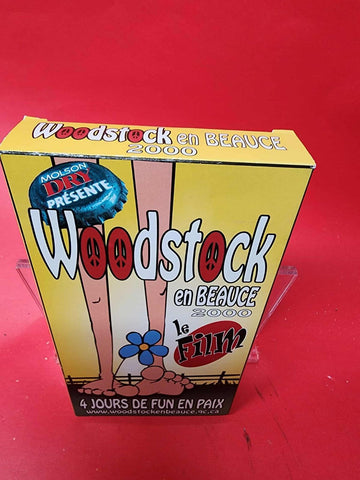 Woodstock en BEAUCE
2000
MOLSON
DRY
PRÉSENTE
Woodstock
en BEAUCE
2000
le
FILM
4 JOURS DE FUN EN PAIX
www.woodstockenbeauce.qc.ca